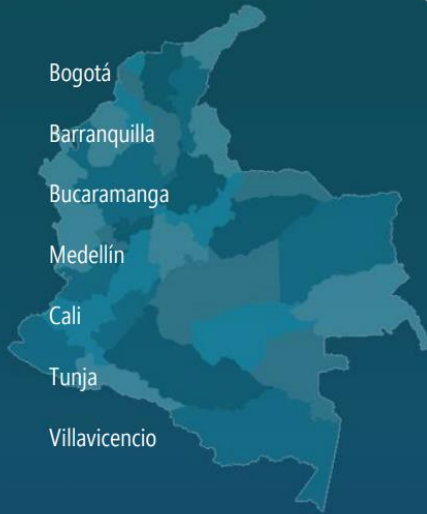 Bogotá
Barranquilla
Bucaramanga
Medellín
Cali
Tunja
Villavicencio